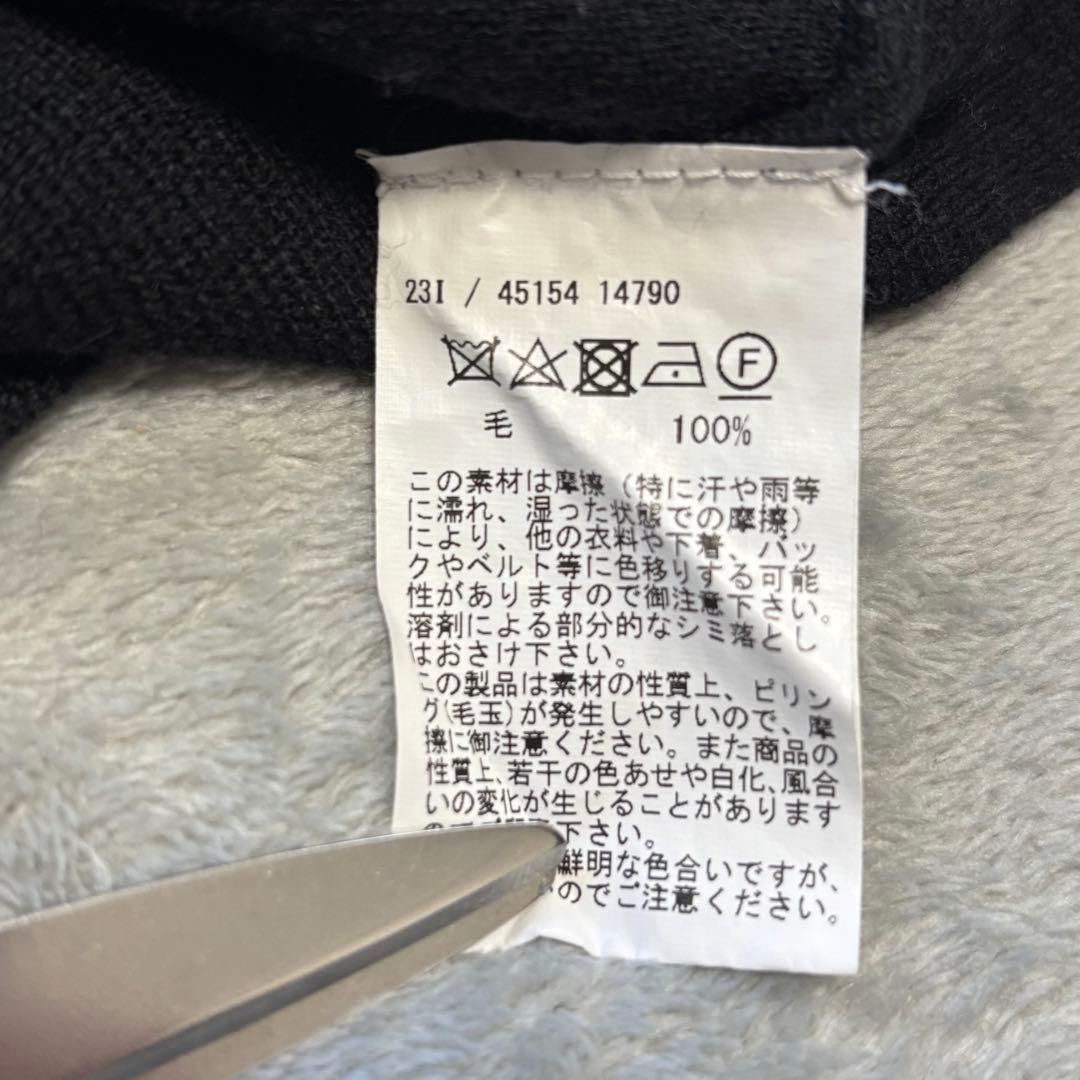 23I / 45154 14790
F
毛 100%
この素材は摩擦（特に汗や雨等
に濡れ、湿った状態での摩擦）
により、他の衣料や下着、バッ
クやベルト等に色移りする可能
性がありますので御注意下さい。
溶剤による部分的なシミ落とし
はおさけ下さい。
この製品は素材の性質上、ピリン
グ(毛玉)が発生しやすいので、摩
擦に御注意ください。また商品の
性質上、若干の色あせや白化、風合
いの変化が生じることがあります
下さい。
鮮明な色合いですが、
のでご注意ください。